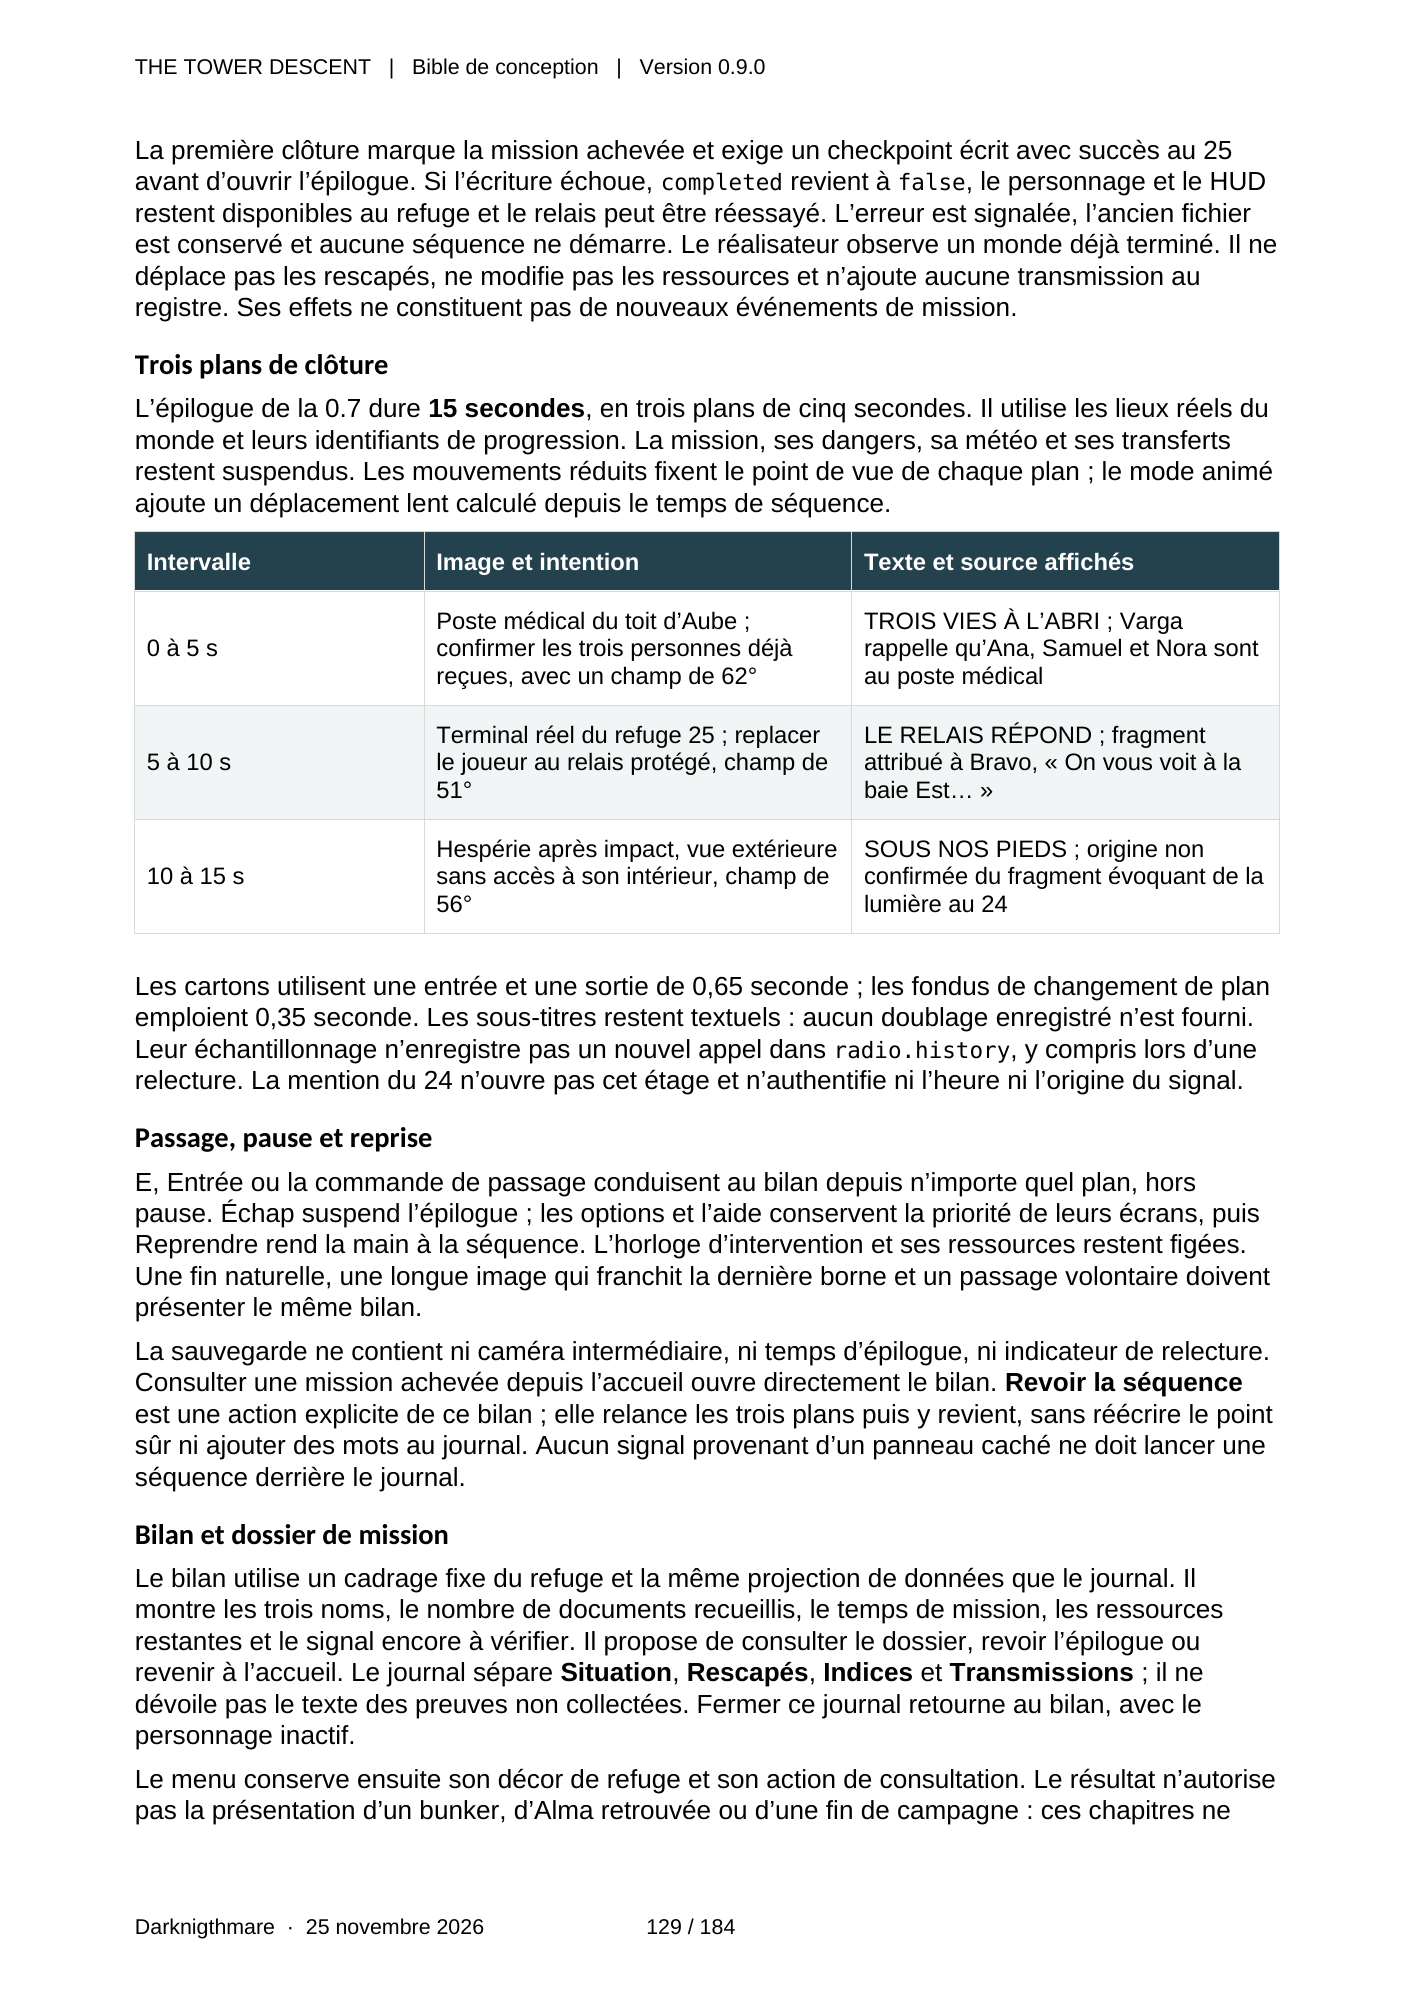 THE TOWER DESCENT | Bible de conception | Version 0.9.0
La première clôture marque la mission achevée et exige un checkpoint écrit avec succès au 25
avant d’ouvrir l’épilogue. Si l’écriture échoue, completed revient à false, le personnage et le HUD
restent disponibles au refuge et le relais peut être réessayé. L’erreur est signalée, l’ancien fichier
est conservé et aucune séquence ne démarre. Le réalisateur observe un monde déjà terminé. Il ne
déplace pas les rescapés, ne modifie pas les ressources et n’ajoute aucune transmission au
registre. Ses effets ne constituent pas de nouveaux événements de mission.
Trois plans de clôture
L’épilogue de la 0.7 dure 15 secondes, en trois plans de cinq secondes. Il utilise les lieux réels du
monde et leurs identifiants de progression. La mission, ses dangers, sa météo et ses transferts
restent suspendus. Les mouvements réduits fixent le point de vue de chaque plan ; le mode animé
ajoute un déplacement lent calculé depuis le temps de séquence.
Intervalle
Image et intention
Texte et source affichés
0 à 5 s
Poste médical du toit d’Aube ;
confirmer les trois personnes déjà
reçues, avec un champ de 62°
TROIS VIES À L’ABRI ; Varga
rappelle qu’Ana, Samuel et Nora sont
au poste médical
5 à 10 s
Terminal réel du refuge 25 ; replacer
le joueur au relais protégé, champ de
51°
LE RELAIS RÉPOND ; fragment
attribué à Bravo, « On vous voit à la
baie Est… »
10 à 15 s
Hespérie après impact, vue extérieure
sans accès à son intérieur, champ de
56°
SOUS NOS PIEDS ; origine non
confirmée du fragment évoquant de la
lumière au 24
Les cartons utilisent une entrée et une sortie de 0,65 seconde ; les fondus de changement de plan
emploient 0,35 seconde. Les sous-titres restent textuels : aucun doublage enregistré n’est fourni.
Leur échantillonnage n’enregistre pas un nouvel appel dans radio.history, y compris lors d’une
relecture. La mention du 24 n’ouvre pas cet étage et n’authentifie ni l’heure ni l’origine du signal.
Passage, pause et reprise
E, Entrée ou la commande de passage conduisent au bilan depuis n’importe quel plan, hors
pause. Échap suspend l’épilogue ; les options et l’aide conservent la priorité de leurs écrans, puis
Reprendre rend la main à la séquence. L’horloge d’intervention et ses ressources restent figées.
Une fin naturelle, une longue image qui franchit la dernière borne et un passage volontaire doivent
présenter le même bilan.
La sauvegarde ne contient ni caméra intermédiaire, ni temps d’épilogue, ni indicateur de relecture.
Consulter une mission achevée depuis l’accueil ouvre directement le bilan. Revoir la séquence
est une action explicite de ce bilan ; elle relance les trois plans puis y revient, sans réécrire le point
sûr ni ajouter des mots au journal. Aucun signal provenant d’un panneau caché ne doit lancer une
séquence derrière le journal.
Bilan et dossier de mission
Le bilan utilise un cadrage fixe du refuge et la même projection de données que le journal. Il
montre les trois noms, le nombre de documents recueillis, le temps de mission, les ressources
restantes et le signal encore à vérifier. Il propose de consulter le dossier, revoir l’épilogue ou
revenir à l’accueil. Le journal sépare Situation, Rescapés, Indices et Transmissions ; il ne
dévoile pas le texte des preuves non collectées. Fermer ce journal retourne au bilan, avec le
personnage inactif.
Le menu conserve ensuite son décor de refuge et son action de consultation. Le résultat n’autorise
pas la présentation d’un bunker, d’Alma retrouvée ou d’une fin de campagne : ces chapitres ne
Darknigthmare · 25 novembre 2026 129 / 184